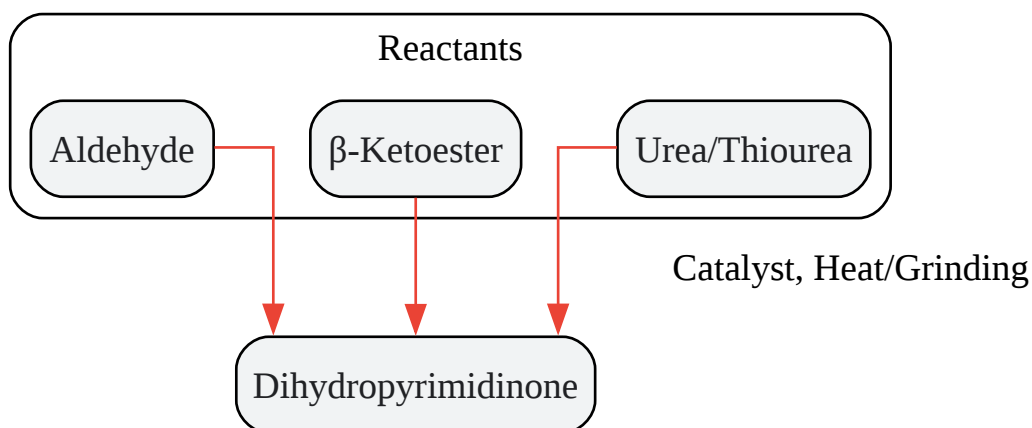 Reactants
Aldehyde
β-Ketoester
Urea/Thiourea
Catalyst, Heat/Grinding
Dihydropyrimidinone